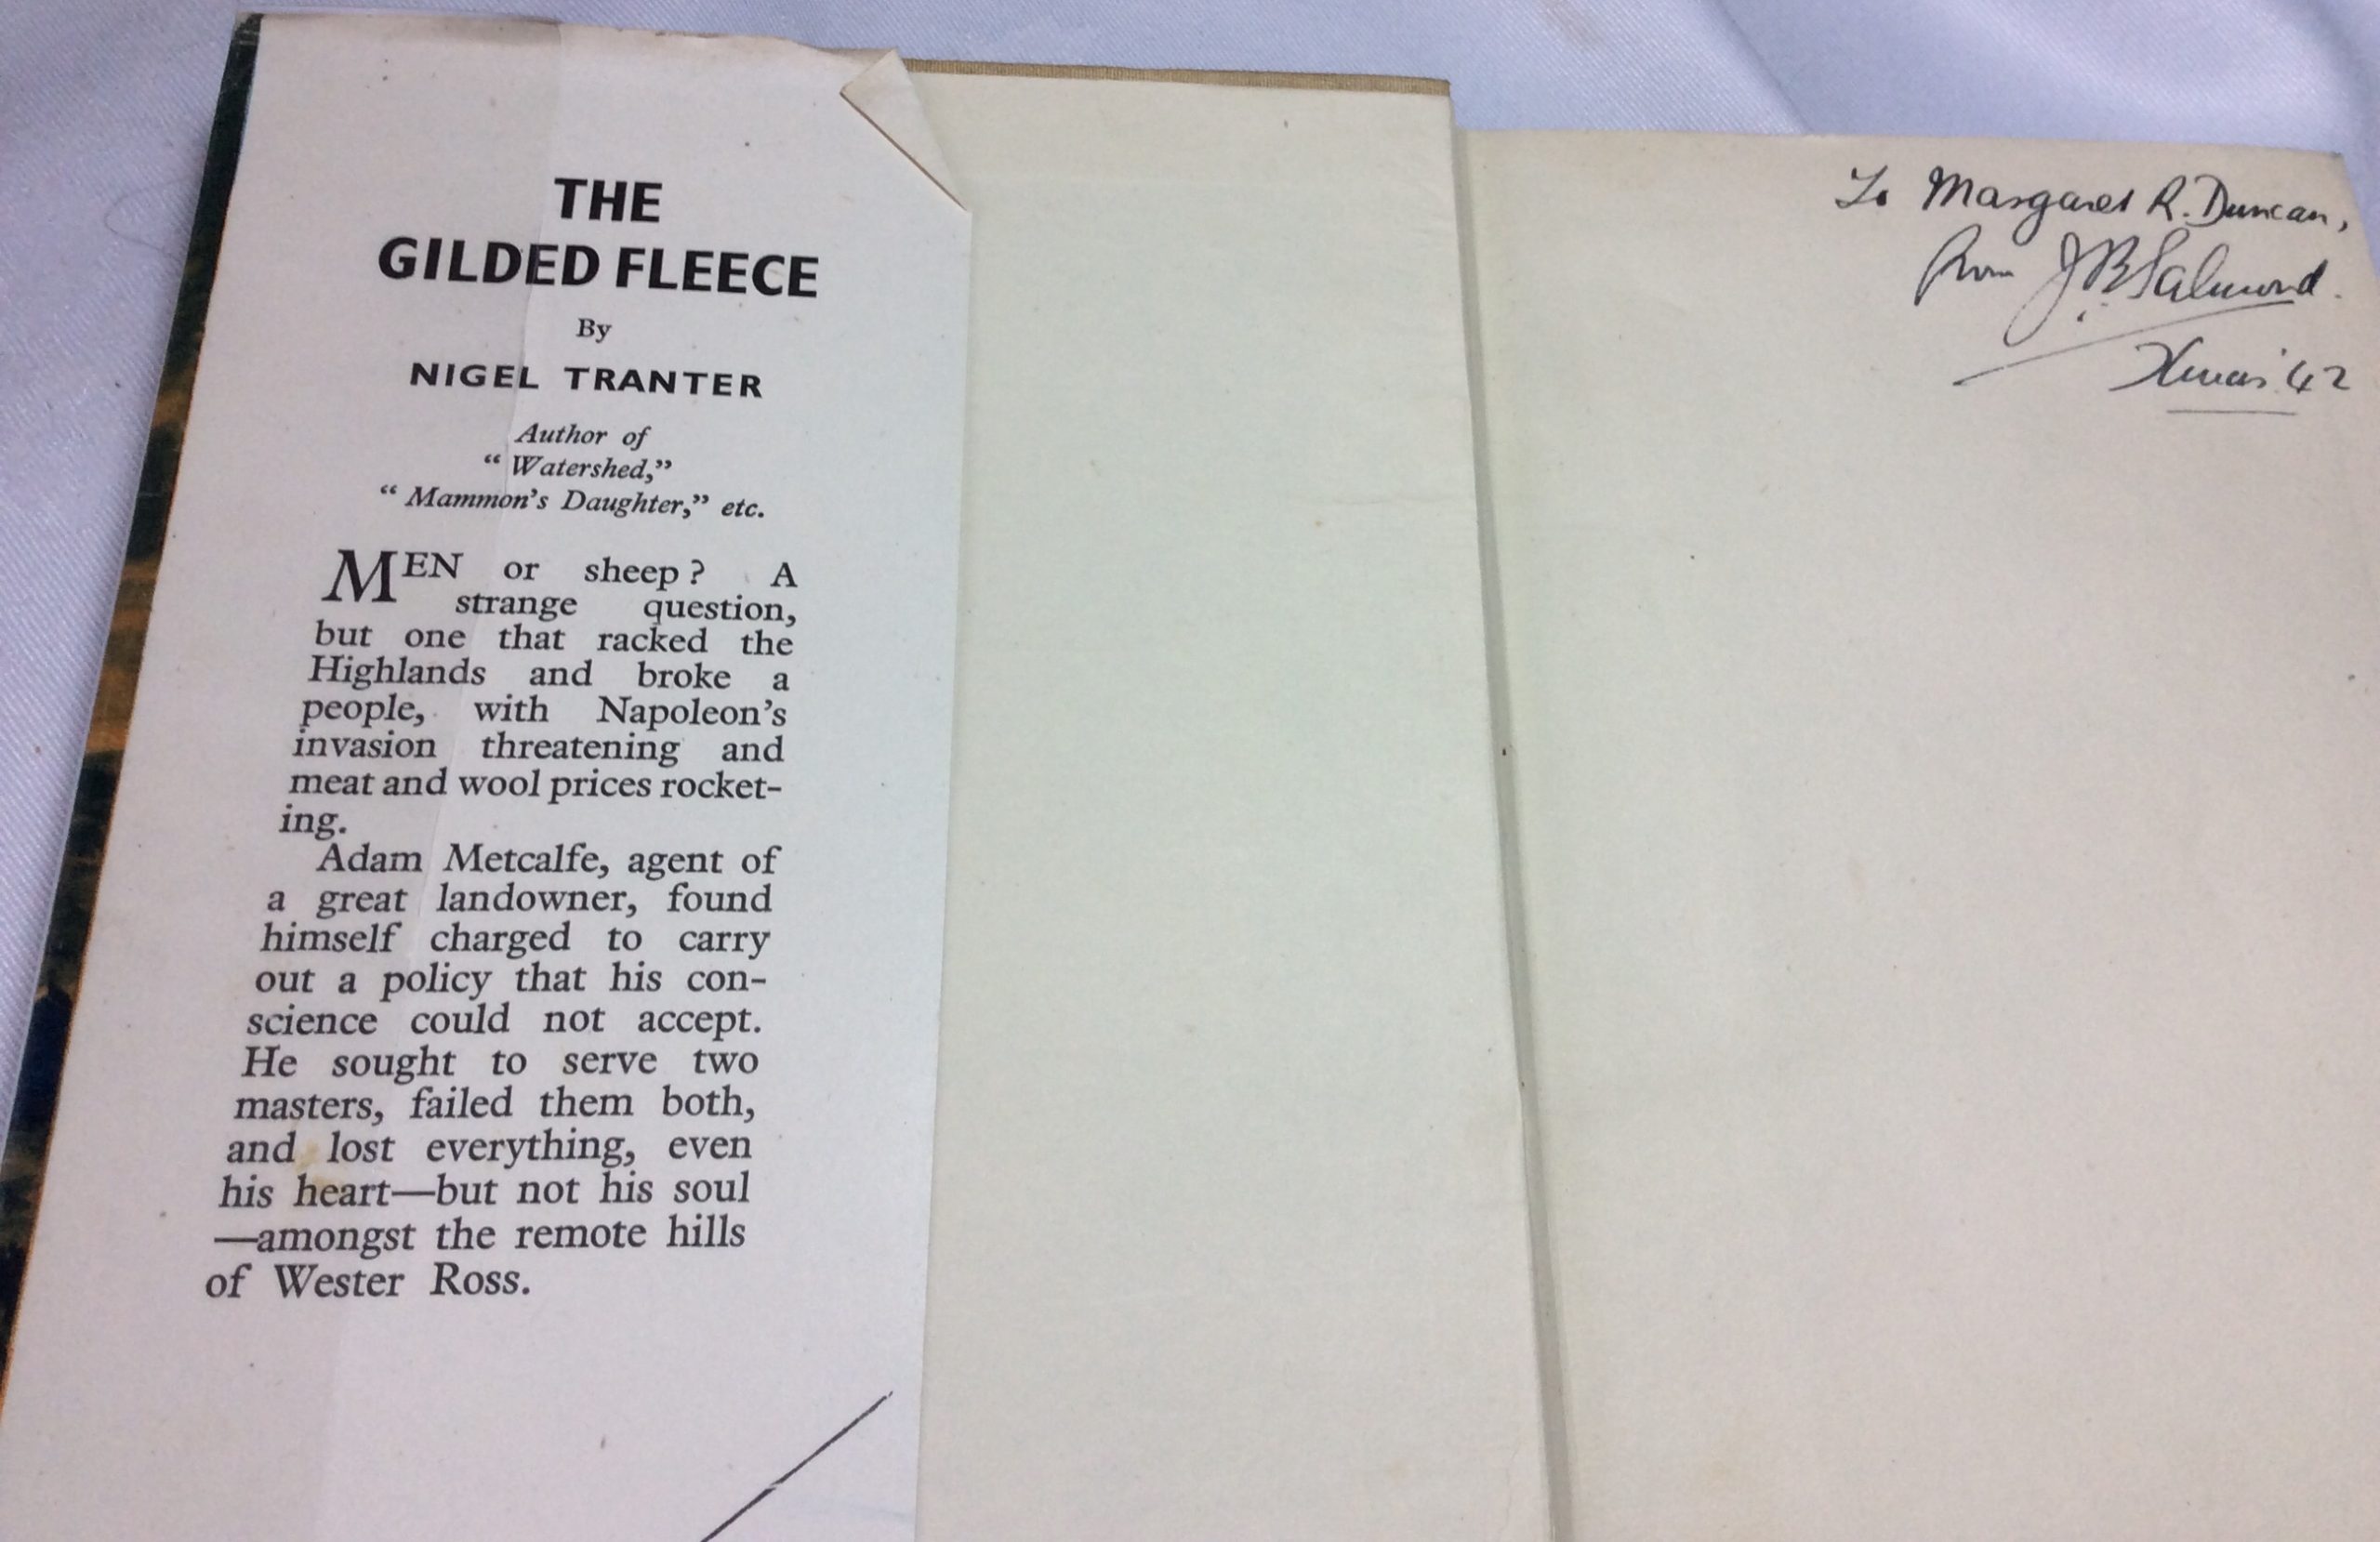 THE
GILDED FLEECE
By
NIGEL TRANTER
Author of
“ Watershed,”
“ Mammon’s Daughter,” etc.
MEN or sheep? A
strange question,
but one that racked the
Highlands and broke a
people, with Napoleon’s
invasion threatening and
meat and wool prices rocket-
ing.
Adam Metcalfe, agent of
a great landowner, found
himself charged to carry
out a policy that his con-
science could not accept.
He sought to serve two
masters, failed them both,
and lost everything, even
his heart—but not his soul
—amongst the remote hills
of Wester Ross.
To Margaret R. Duncan,
from J B Salmond.
Xmas '42